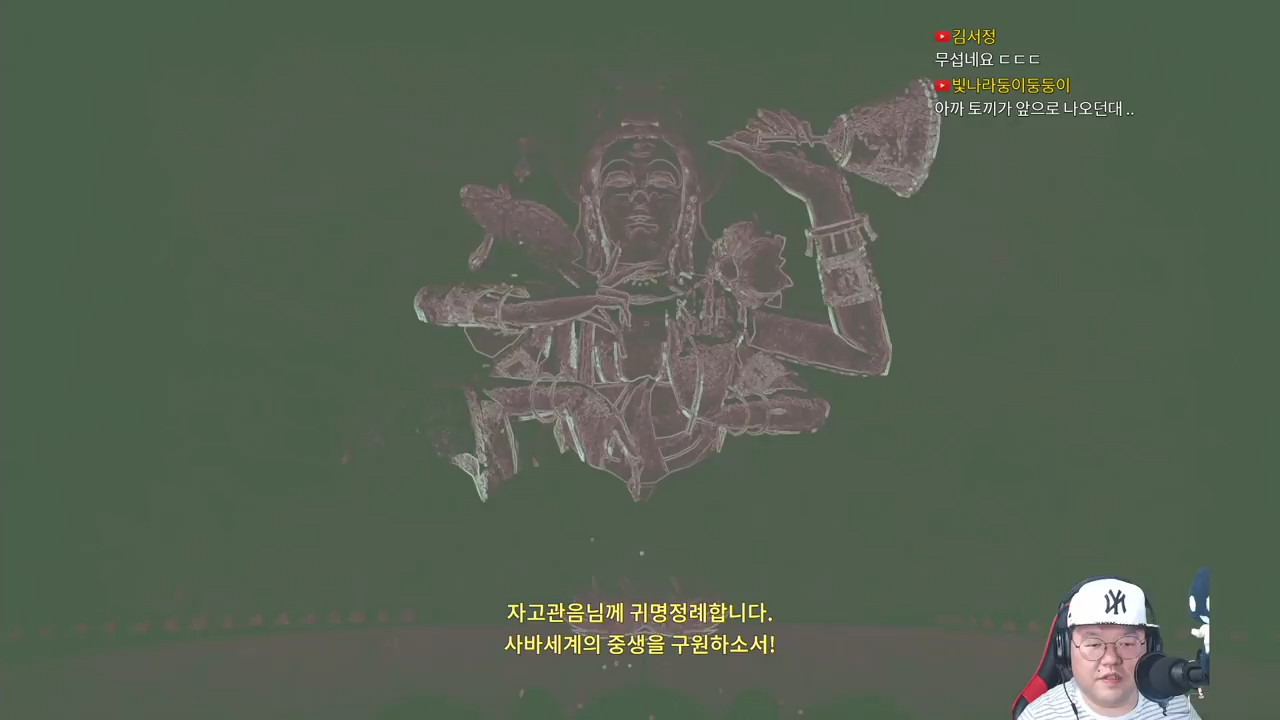 김서정
무섭네요 ㄷㄷㄷ
빛나라둥이둥둥이
아까 토끼가 앞으로 나오던대 ..
자고관음님께 귀명정례합니다.
사바세계의 중생을 구원하소서!
NY